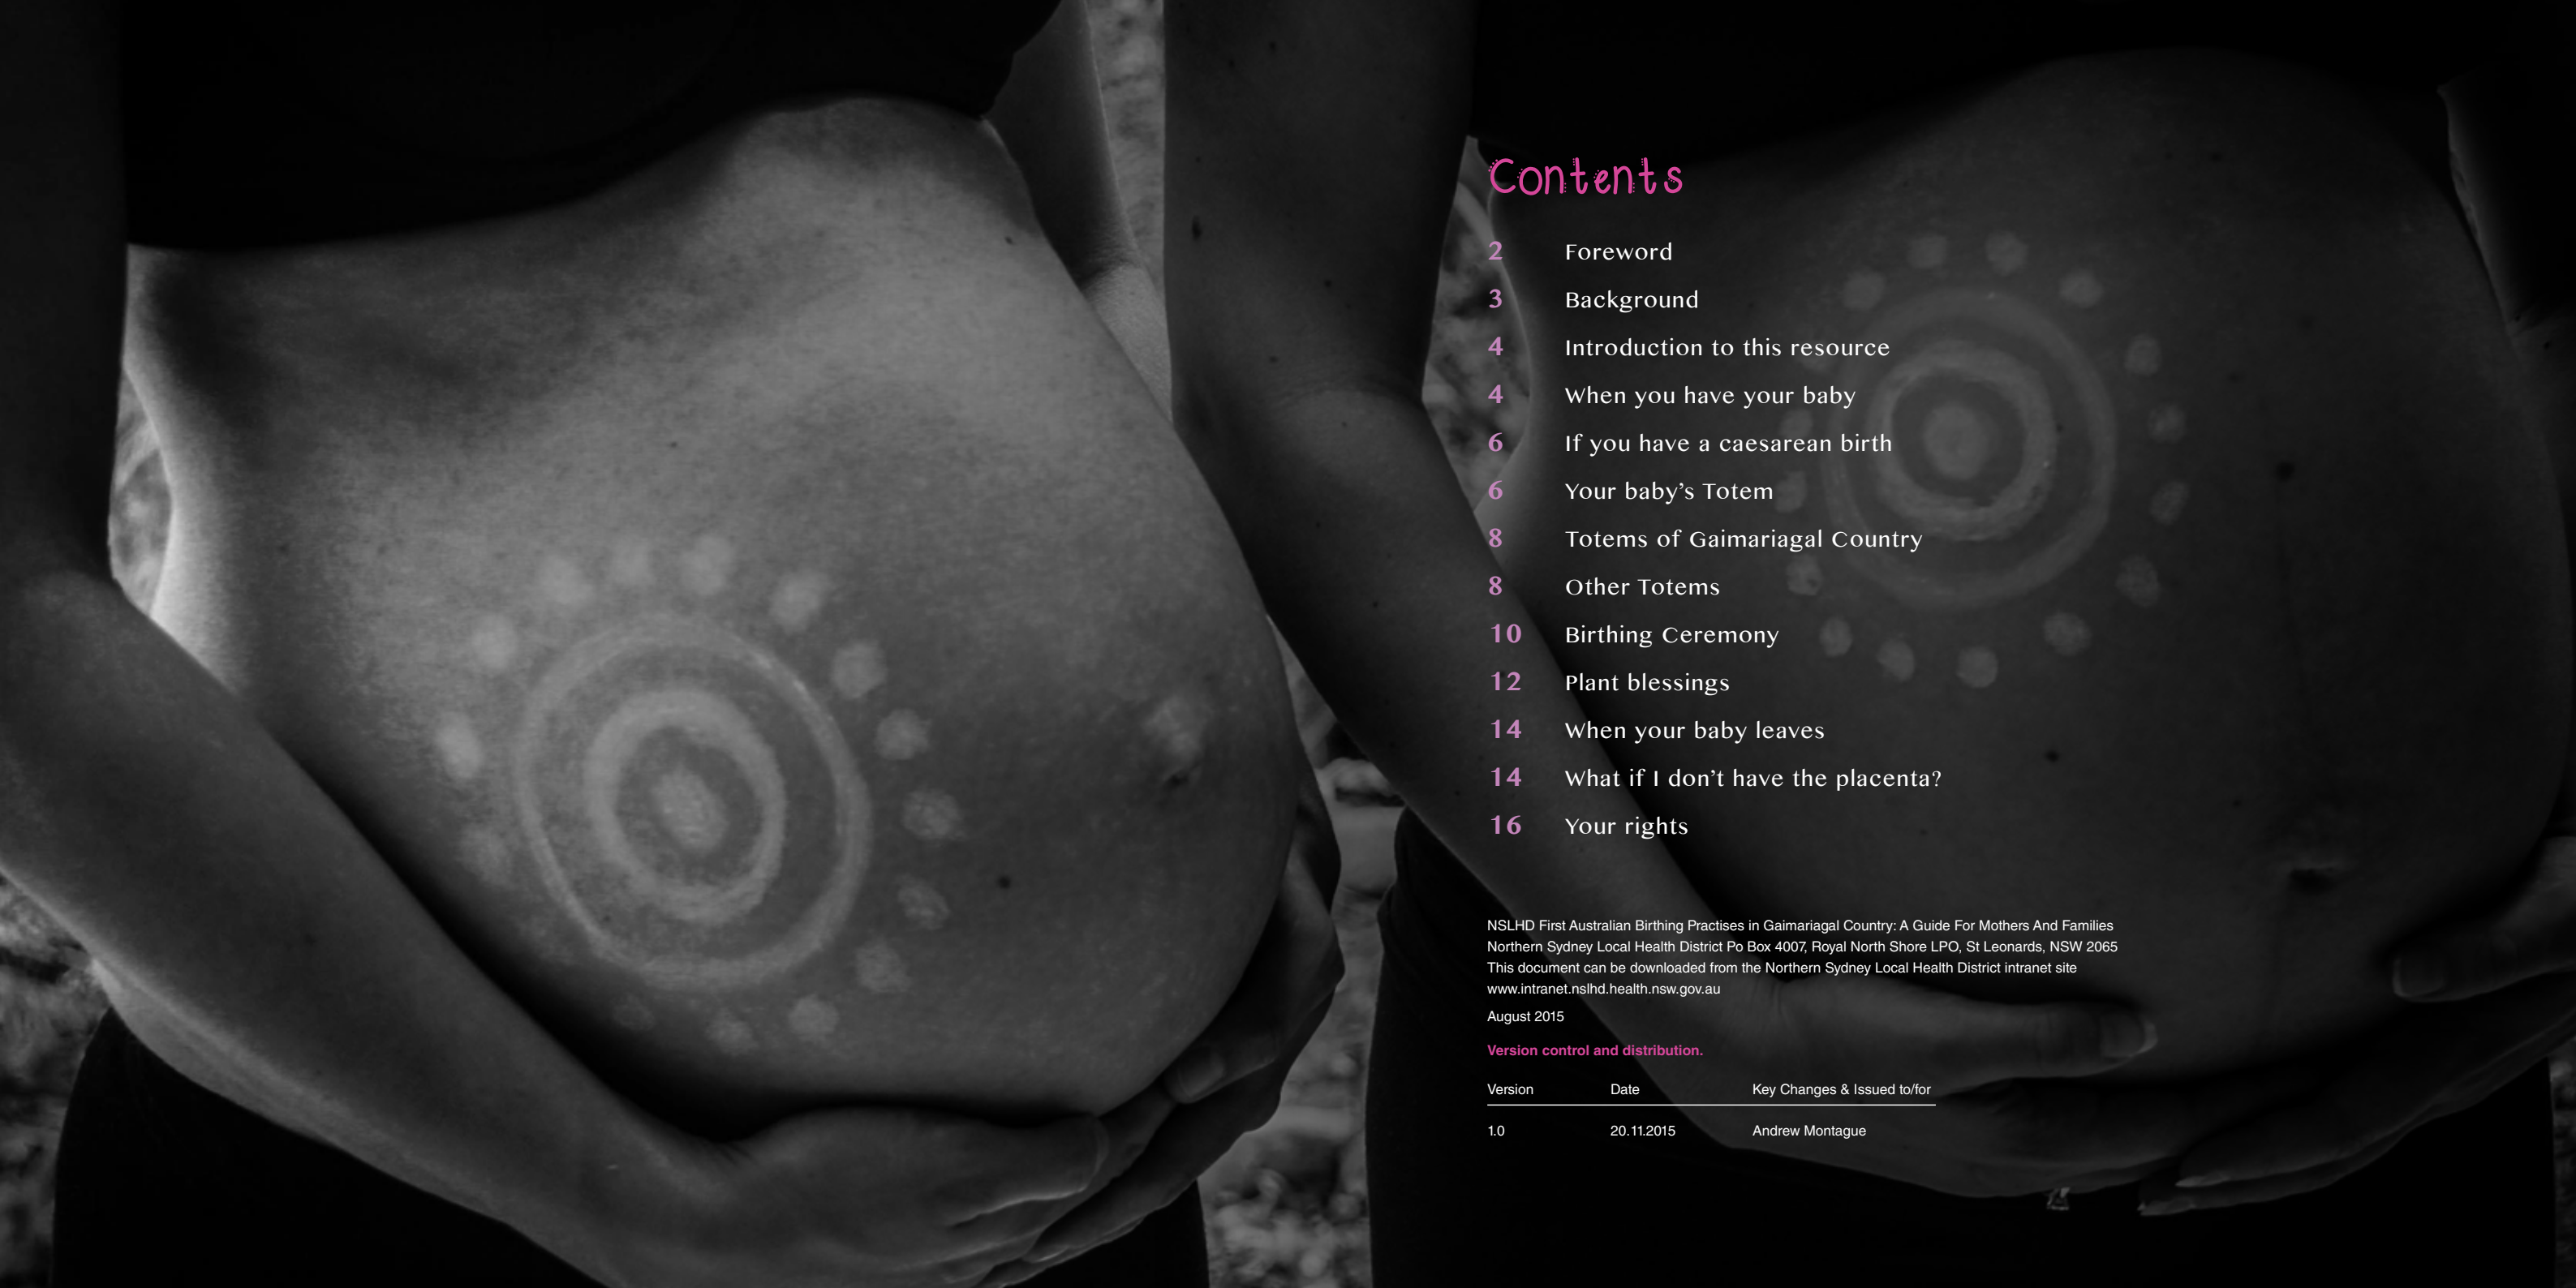 Contents
2 Foreword
3 Background
4 Introduction to this resource
4 When you have your baby
6 If you have a caesarean birth
6 Your baby’s Totem
8 Totems of Gaimariagal Country
8 Other Totems
10 Birthing Ceremony
12 Plant blessings
14 When your baby leaves
14 What if I don’t have the placenta?
16 Your rights
NSLHD First Australian Birthing Practises in Gaimariagal Country: A Guide For Mothers And Families
Northern Sydney Local Health District Po Box 4007, Royal North Shore LPO, St Leonards, NSW 2065
This document can be downloaded from the Northern Sydney Local Health District intranet site
www.intranet.nslhd.health.nsw.gov.au
August 2015
Version control and distribution.
Version Date Key Changes & Issued to/for
1.0 20.11.2015 Andrew Montague